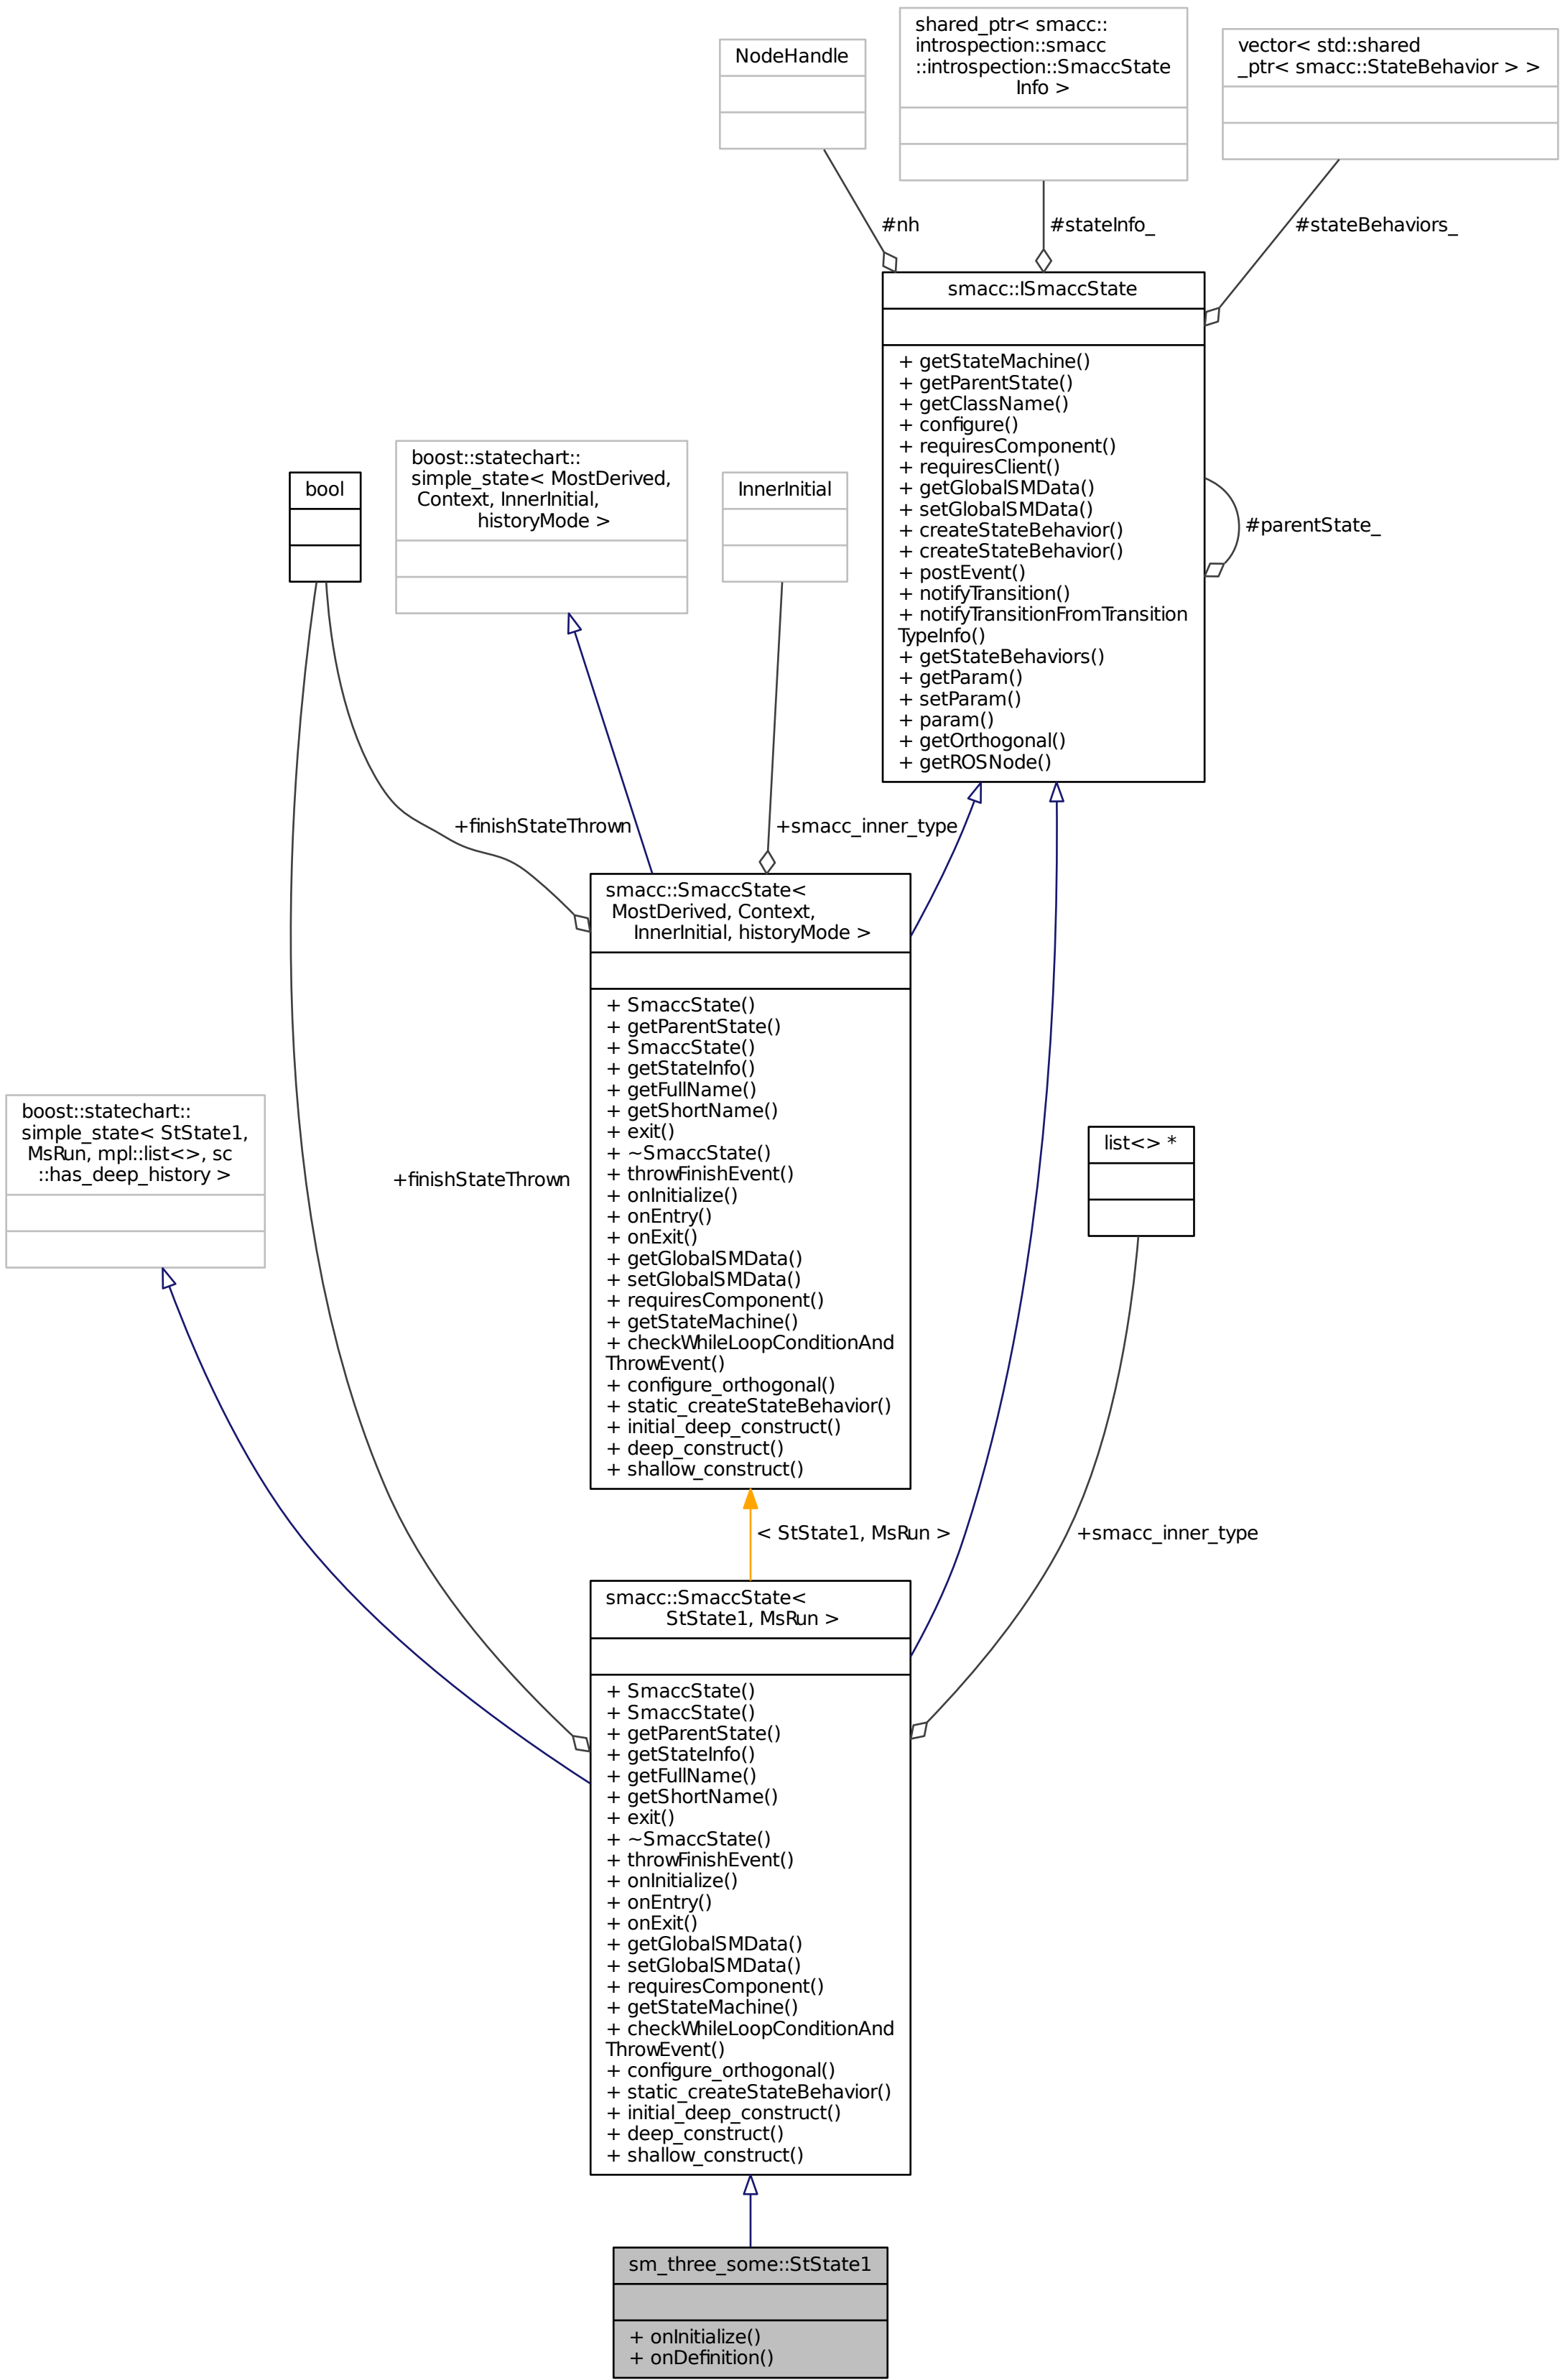 NodeHandle
shared_ptr< smacc::
introspection::smacc
::introspection::SmaccState
Info >
vector< std::shared
_ptr< smacc::StateBehavior > >
#nh
#stateInfo_
#stateBehaviors_
smacc::ISmaccState
+ getStateMachine()
+ getParentState()
+ getClassName()
+ configure()
+ requiresComponent()
+ requiresClient()
+ getGlobalSMData()
+ setGlobalSMData()
+ createStateBehavior()
+ createStateBehavior()
+ postEvent()
+ notifyTransition()
+ notifyTransitionFromTransition
TypeInfo()
+ getStateBehaviors()
+ getParam()
+ setParam()
+ param()
+ getOrthogonal()
+ getROSNode()
#parentState_
bool
boost::statechart::
simple_state< MostDerived,
Context, InnerInitial,
historyMode >
InnerInitial
+finishStateThrown
+smacc_inner_type
smacc::SmaccState<
MostDerived, Context,
InnerInitial, historyMode >
+ SmaccState()
+ getParentState()
+ SmaccState()
+ getStateInfo()
+ getFullName()
+ getShortName()
+ exit()
+ ~SmaccState()
+ throwFinishEvent()
+ onInitialize()
+ onEntry()
+ onExit()
+ getGlobalSMData()
+ setGlobalSMData()
+ requiresComponent()
+ getStateMachine()
+ checkWhileLoopConditionAnd
ThrowEvent()
+ configure_orthogonal()
+ static_createStateBehavior()
+ initial_deep_construct()
+ deep_construct()
+ shallow_construct()
boost::statechart::
simple_state< StState1,
MsRun, mpl::list<>, sc
::has_deep_history >
+finishStateThrown
list<> *
< StState1, MsRun >
+smacc_inner_type
smacc::SmaccState<
StState1, MsRun >
+ SmaccState()
+ SmaccState()
+ getParentState()
+ getStateInfo()
+ getFullName()
+ getShortName()
+ exit()
+ ~SmaccState()
+ throwFinishEvent()
+ onInitialize()
+ onEntry()
+ onExit()
+ getGlobalSMData()
+ setGlobalSMData()
+ requiresComponent()
+ getStateMachine()
+ checkWhileLoopConditionAnd
ThrowEvent()
+ configure_orthogonal()
+ static_createStateBehavior()
+ initial_deep_construct()
+ deep_construct()
+ shallow_construct()
sm_three_some::StState1
+ onInitialize()
+ onDefinition()